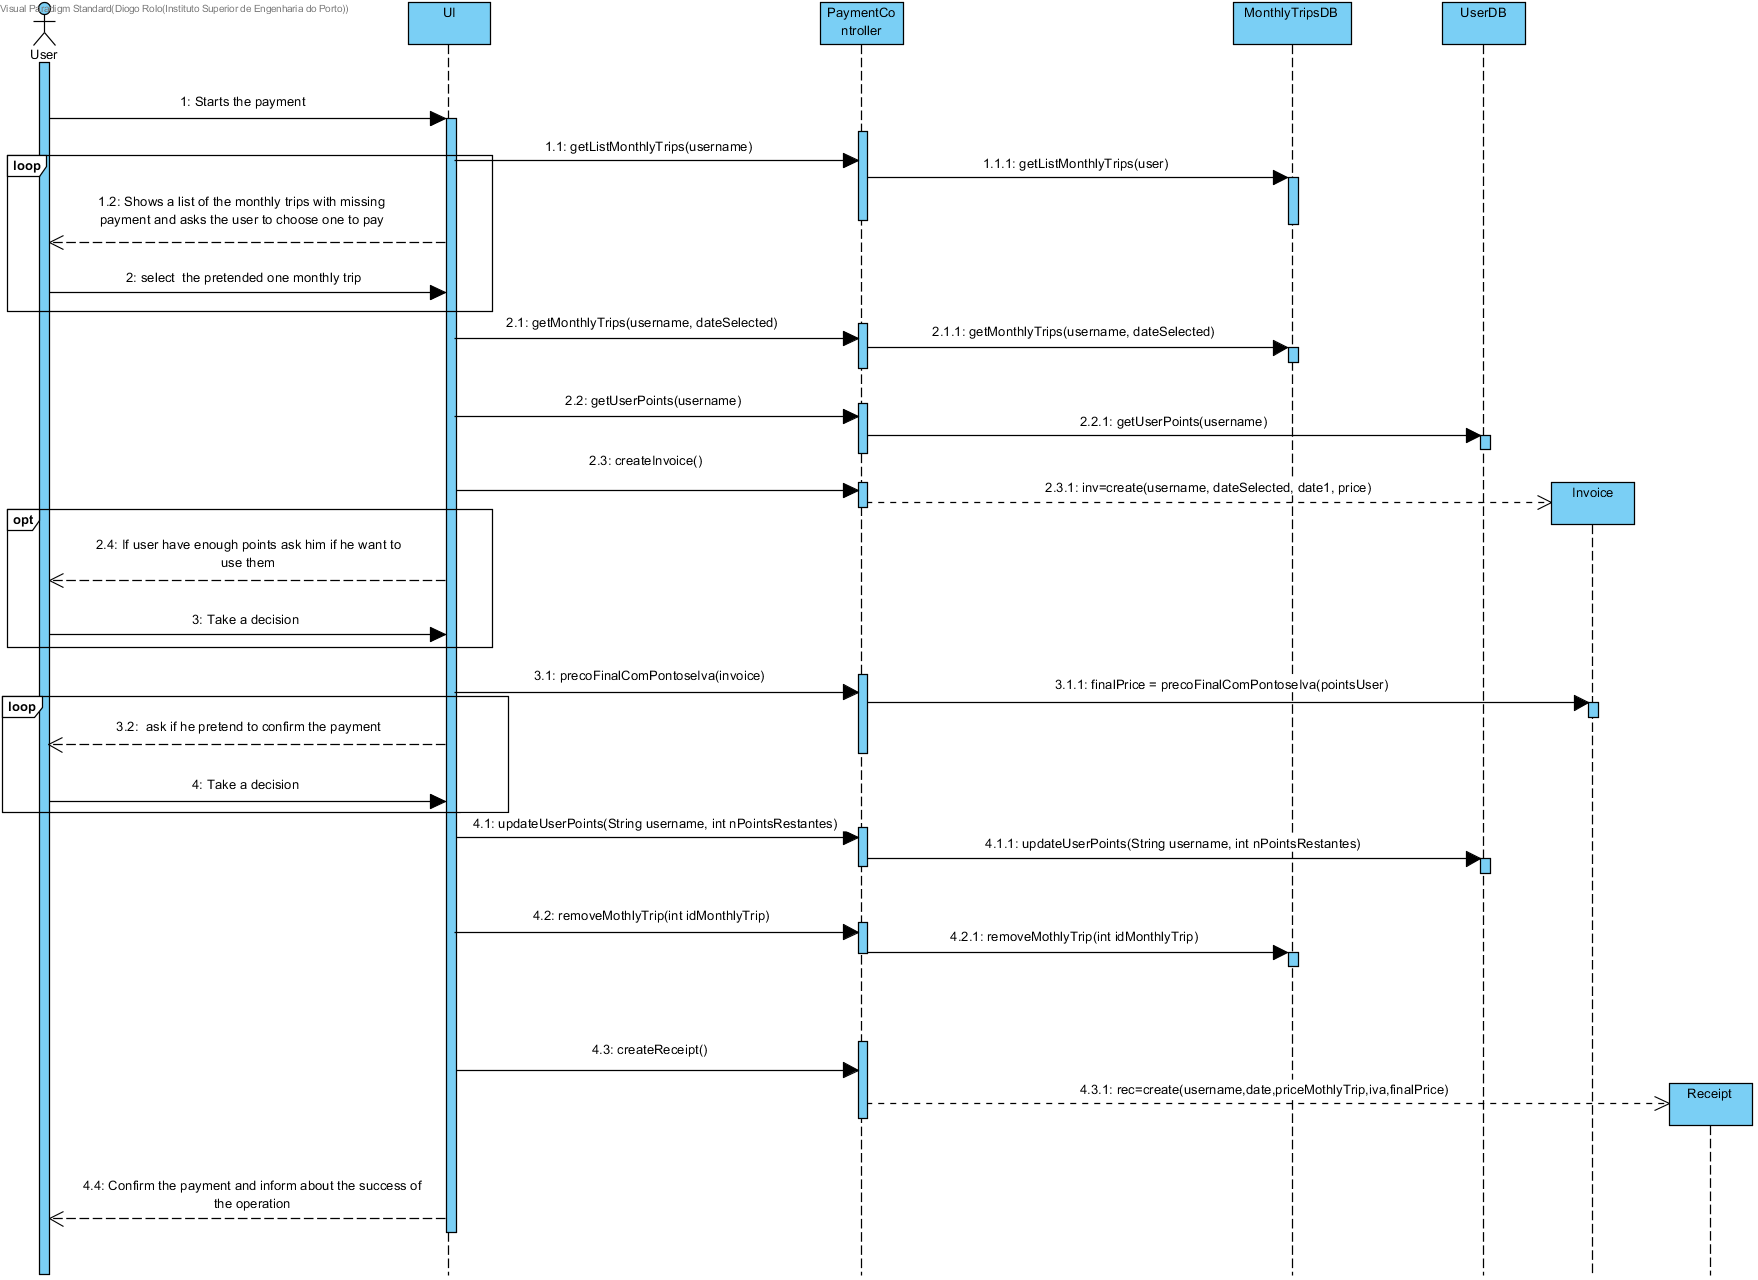 Visual Paradigm Standard(Diogo Rolo(Instituto Superior de Engenharia do Porto))
User
UI
PaymentCo
ntroller
MonthlyTripsDB
UserDB
1: Starts the payment
1.1: getListMonthlyTrips(username)
loop
1.1.1: getListMonthlyTrips(user)
1.2: Shows a list of the monthly trips with missing
payment and asks the user to choose one to pay
2: select  the pretended one monthly trip
2.1: getMonthlyTrips(username, dateSelected)
2.1.1: getMonthlyTrips(username, dateSelected)
2.2: getUserPoints(username)
2.2.1: getUserPoints(username)
2.3: createInvoice()
2.3.1: inv=create(username, dateSelected, date1, price)
Invoice
opt
2.4: If user have enough points ask him if he want to
use them
3: Take a decision
3.1: precoFinalComPontoseIva(invoice)
3.1.1: finalPrice = precoFinalComPontoseIva(pointsUser)
loop
3.2:  ask if he pretend to confirm the payment
4: Take a decision
4.1: updateUserPoints(String username, int nPointsRestantes)
4.1.1: updateUserPoints(String username, int nPointsRestantes)
4.2: removeMothlyTrip(int idMonthlyTrip)
4.2.1: removeMothlyTrip(int idMonthlyTrip)
4.3: createReceipt()
4.3.1: rec=create(username,date,priceMothlyTrip,iva,finalPrice)
Receipt
4.4: Confirm the payment and inform about the success of
the operation